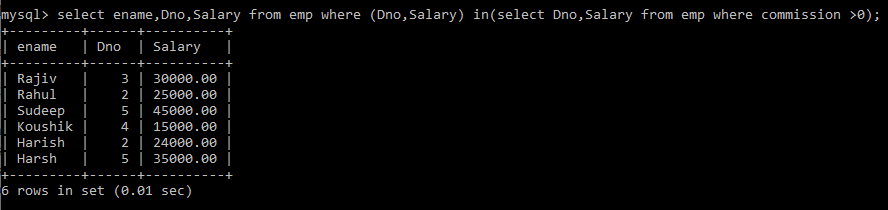 mysql> select ename,Dno,Salary from emp where (Dno,Salary) in(select Dno,Salary from emp where commission >0);
+---------+------+----------+
| ename   | Dno  | Salary   |
+---------+------+----------+
| Rajiv   |    3 | 30000.00 |
| Rahul   |    2 | 25000.00 |
| Sudeep  |    5 | 45000.00 |
| Koushik |    4 | 15000.00 |
| Harish  |    2 | 24000.00 |
| Harsh   |    5 | 35000.00 |
+---------+------+----------+
6 rows in set (0.01 sec)